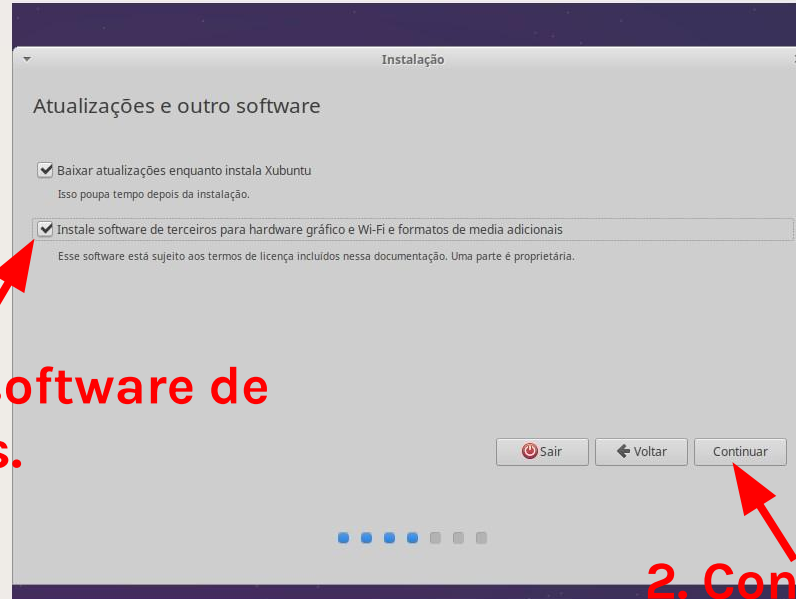 Instalação
Atualizações e outro software
Baixar atualizações enquanto instala Xubuntu
Isso poupa tempo depois da instalação.
Instale software de terceiros para hardware gráfico e Wi-Fi e formatos de media adicionais
Esse software está sujeito aos termos de licença incluídos nessa documentação. Uma parte é proprietária.
software de
s.
Sair Voltar Continuar
2. Con